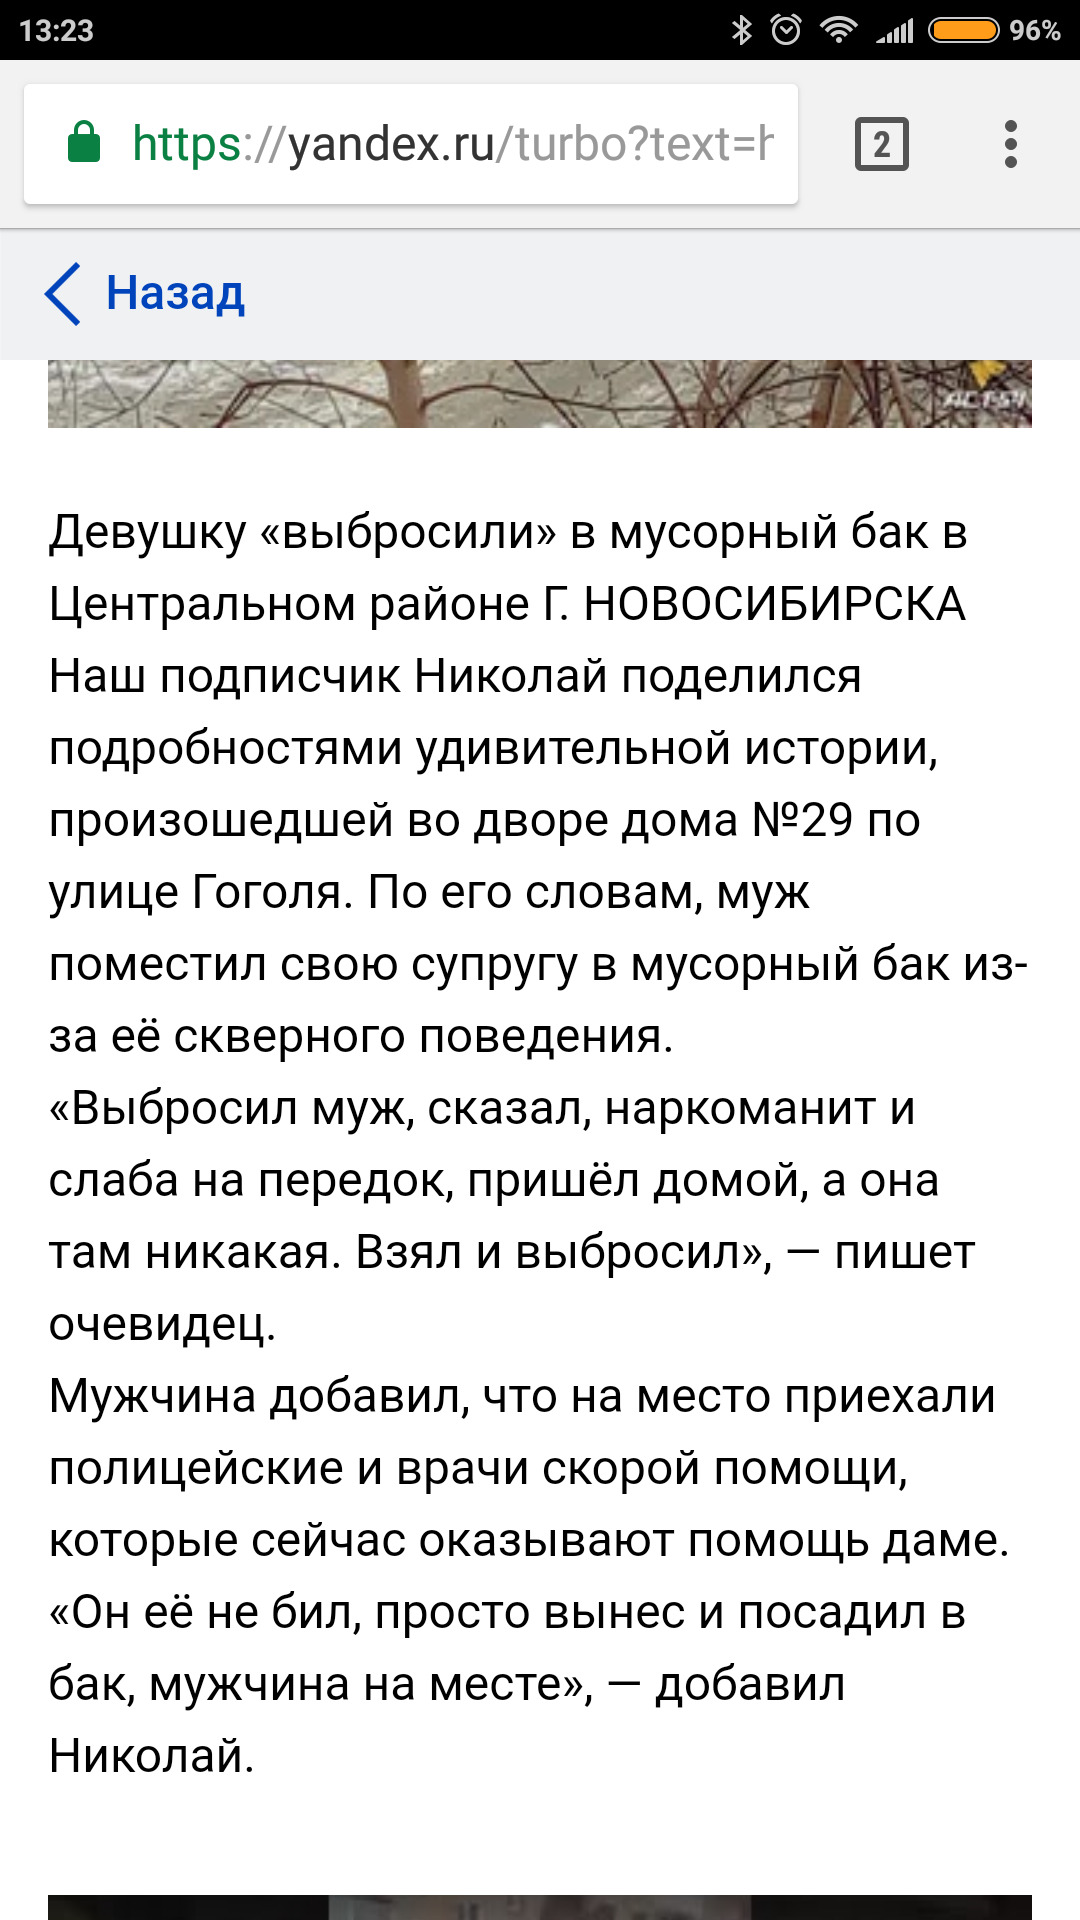 13:23
96%
https://yandex.ru/turbo?text=h
2
Назад
Девушку «выбросили» в мусорный бак в
Центральном районе Г. НОВОСИБИРСКА
Наш подписчик Николай поделился
подробностями удивительной истории,
произошедшей во дворе дома №29 по
улице Гоголя. По его словам, муж
поместил свою супругу в мусорный бак из-
за её скверного поведения.
«Выбросил муж, сказал, наркоманит и
слаба на передок, пришёл домой, а она
там никакая. Взял и выбросил», — пишет
очевидец.
Мужчина добавил, что на место приехали
полицейские и врачи скорой помощи,
которые сейчас оказывают помощь даме.
«Он её не бил, просто вынес и посадил в
бак, мужчина на месте», — добавил
Николай.